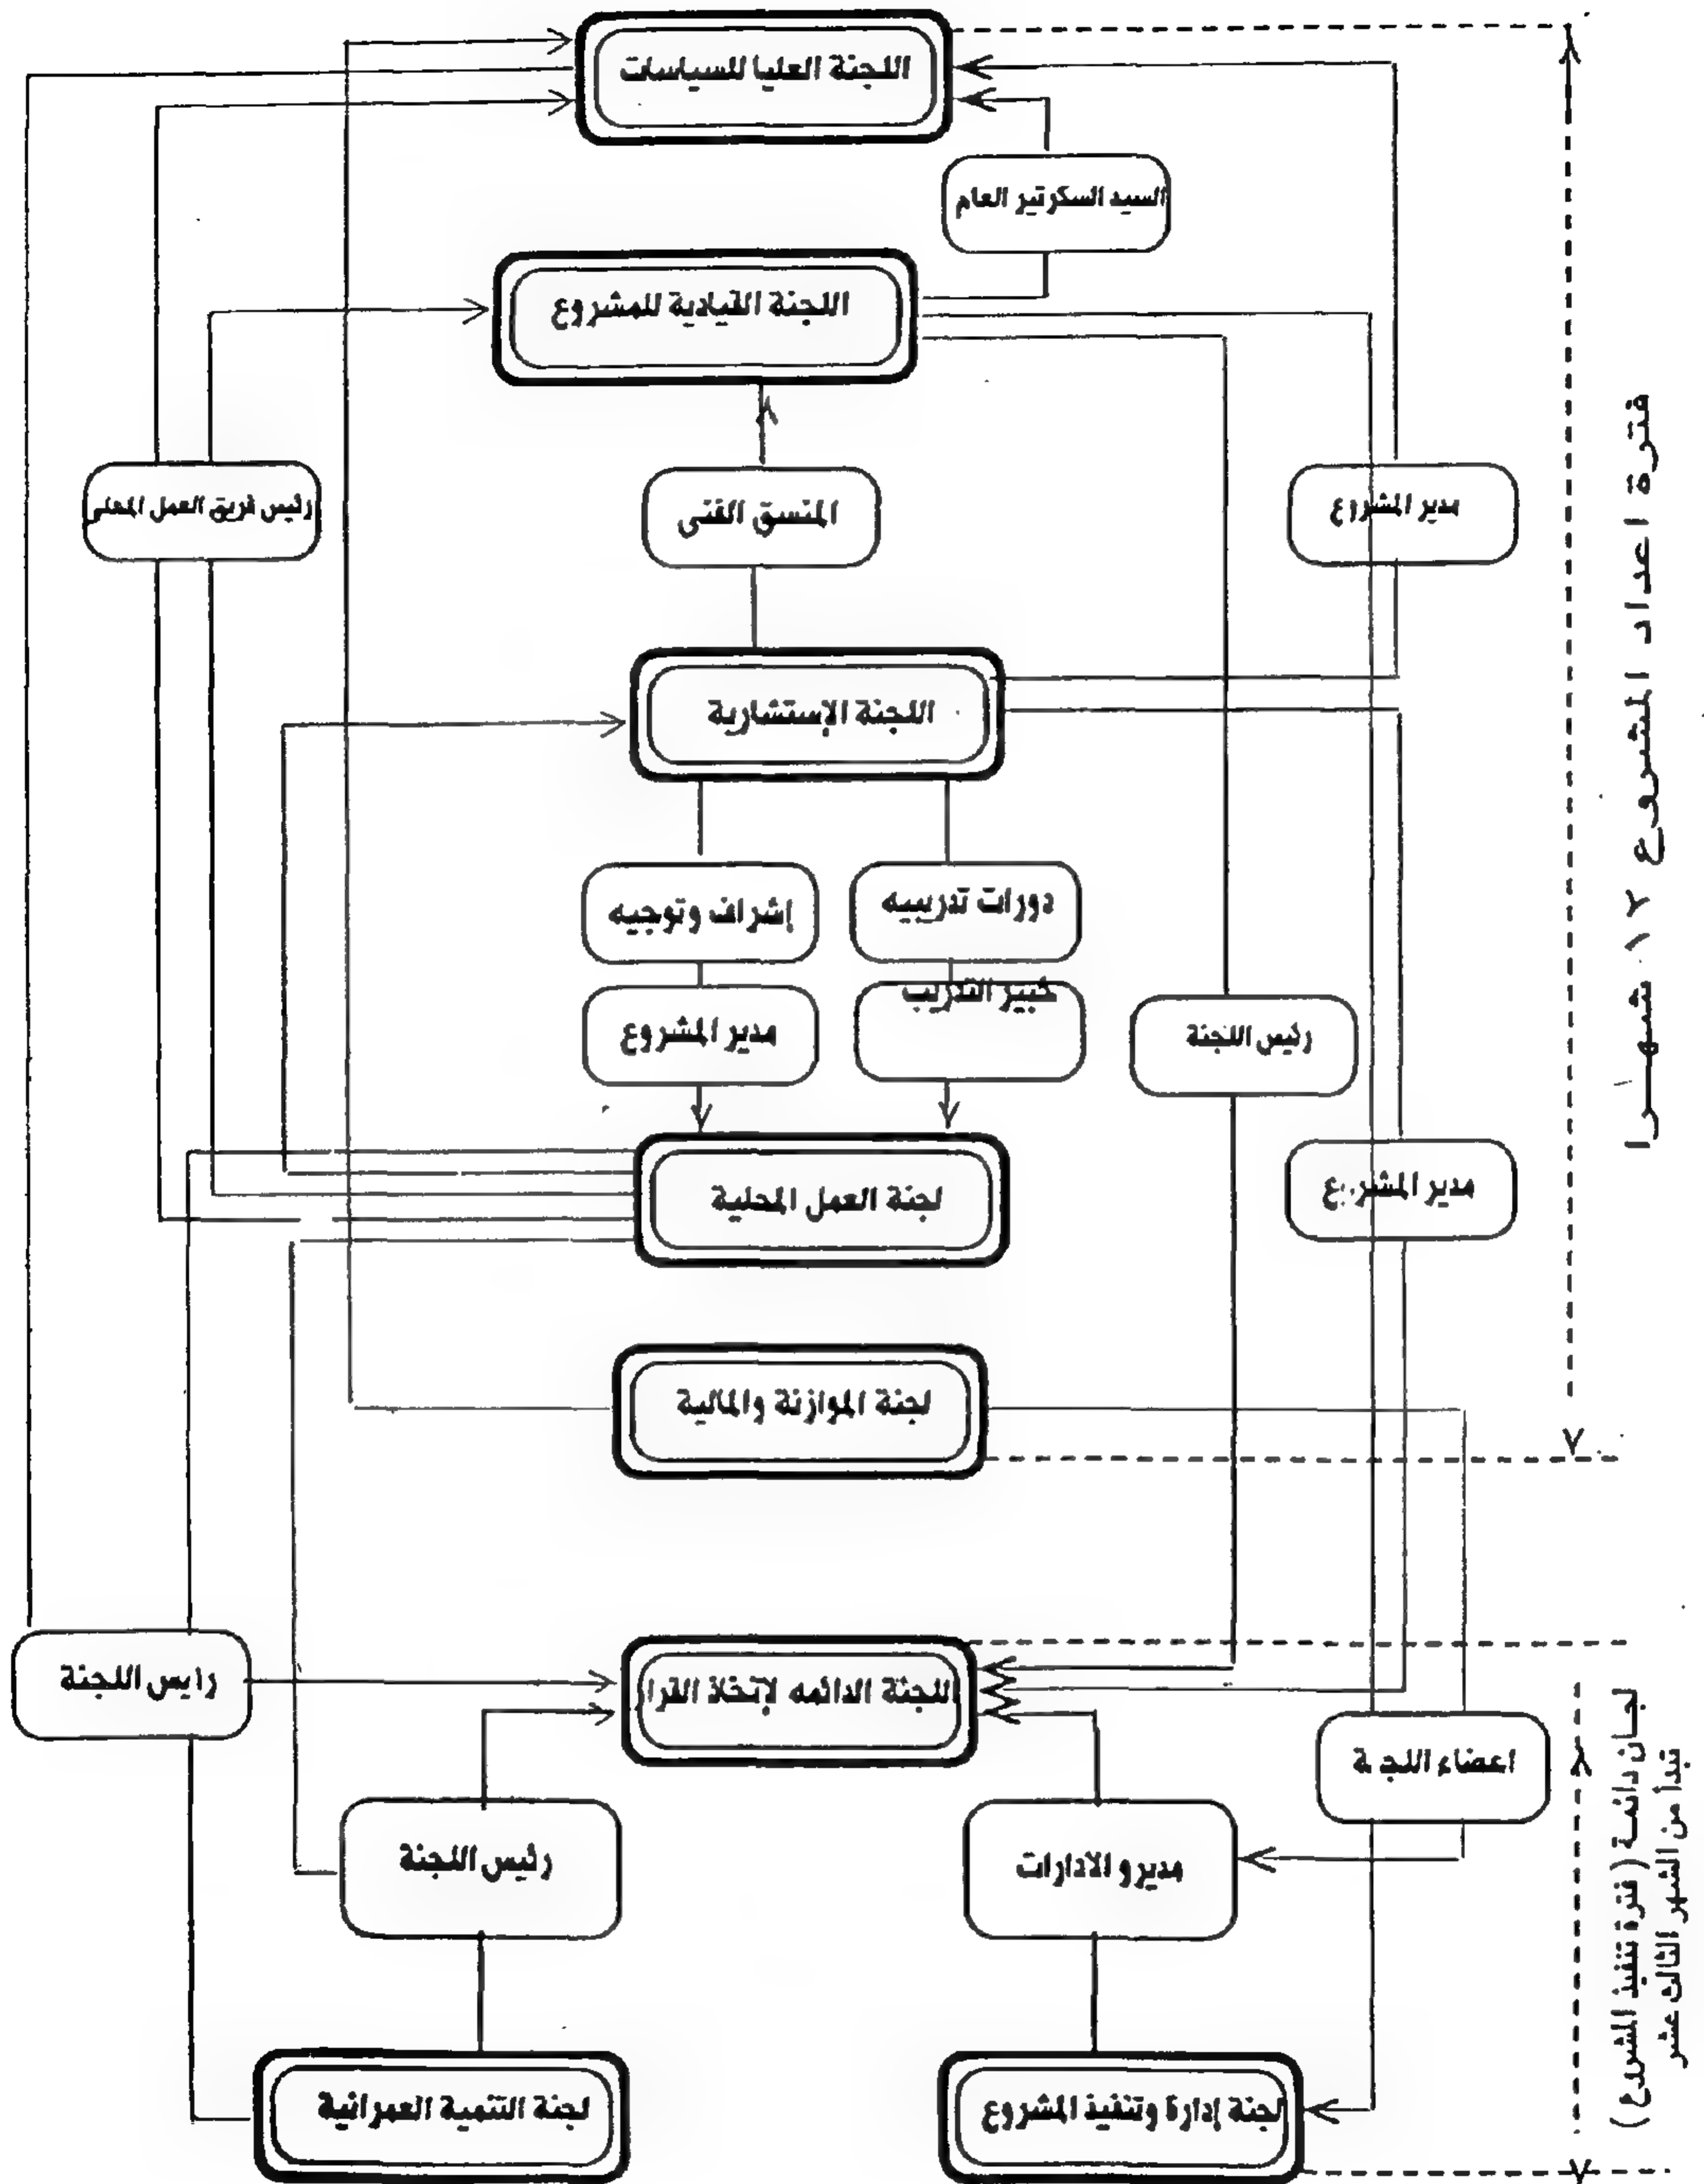 اللجنة العليا للسياسات
السيد السكرتير العام
اللجنة القيادية للمشروع
رئيس فريق العمل المحلى
المنسق الفنى
مدير المشروع
اللجنة الإستشارية
إشراف وتوجيه
دورات تدريبيه
مدير المشروع
خبير التدريب
رئيس اللجنة
لجنة العمل المحلية
مدير المشروع
لجنة الموازنة والمالية
رايس اللجنة
اللجنة الدائمه لإتخاذ القرار
اعضاء اللجنة
رئيس اللجنة
مديرو الادارات
لجنة التنمية العمرانية
لجنة إدارة وتنفيذ المشروع
فترة اعداد المشروع ١٢ شهرا
لجان دائمة (فترة تنفيذ المشروع)
تبدأ من الشهر الثالث عشر